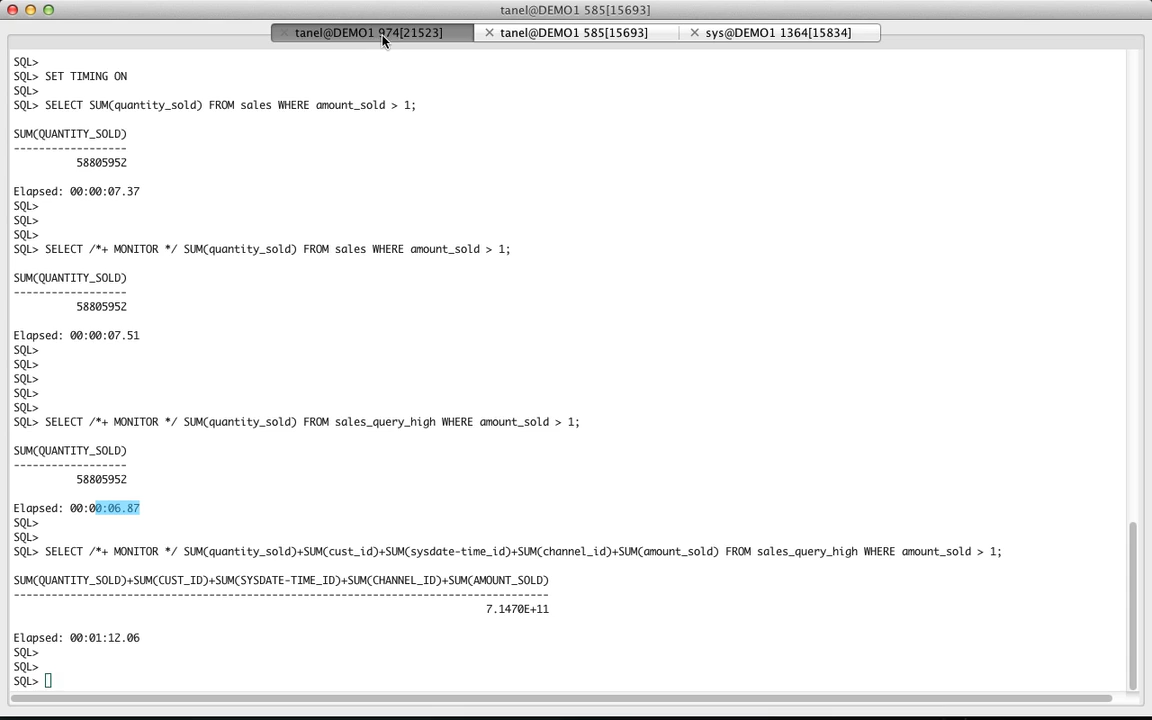 tanel@DEMO1 585[15693]
tanel@DEMO1 974[21523]
tanel@DEMO1 585[15693]
sys@DEMO1 1364[15834]
SQL>
SQL> SET TIMING ON
SQL>
SQL> SELECT SUM(quantity_sold) FROM sales WHERE amount_sold > 1;
SUM(QUANTITY_SOLD)
------------------
58805952
Elapsed: 00:00:07.37
SQL>
SQL>
SQL>
SQL> SELECT /*+ MONITOR */ SUM(quantity_sold) FROM sales WHERE amount_sold > 1;
SUM(QUANTITY_SOLD)
------------------
58805952
Elapsed: 00:00:07.51
SQL>
SQL>
SQL>
SQL>
SQL>
SQL> SELECT /*+ MONITOR */ SUM(quantity_sold) FROM sales_query_high WHERE amount_sold > 1;
SUM(QUANTITY_SOLD)
------------------
58805952
Elapsed: 00:00:06.87
SQL>
SQL>
SQL> SELECT /*+ MONITOR */ SUM(quantity_sold)+SUM(cust_id)+SUM(sysdate-time_id)+SUM(channel_id)+SUM(amount_sold) FROM sales_query_high WHERE amount_sold > 1;
SUM(QUANTITY_SOLD)+SUM(CUST_ID)+SUM(SYSDATE-TIME_ID)+SUM(CHANNEL_ID)+SUM(AMOUNT_SOLD)
-------------------------------------------------------------------------------------
7.1470E+11
Elapsed: 00:01:12.06
SQL>
SQL>
SQL>